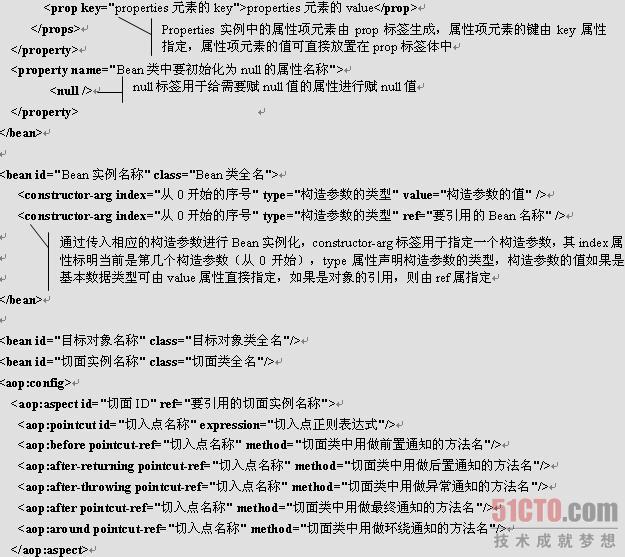 <prop key="properties 元素的 key">properties 元素的 value</prop>
</props>
Properties 实例中的属性项元素由 prop 标签生成，属性项元素的键由 key 属性
指定，属性项元素的值可直接放置在 prop 标签体中
</property>
<property name="Bean 类中要初始化为 null 的属性名称">
<null />
null 标签用于给需要赋 null 值的属性进行赋 null 值
</property>
</bean>
<bean id="Bean 实例名称" class="Bean 类全名">
<constructor-arg index="从 0 开始的序号" type="构造参数的类型" value="构造参数的值" />
<constructor-arg index="从 0 开始的序号" type="构造参数的类型" ref="要引用的 Bean 名称" />
通过传入相应的构造参数进行 Bean 实例化，constructor-arg 标签用于指定一个构造参数，其 index 属
性标明当前是第几个构造参数（从 0 开始），type 属性声明构造参数的类型，构造参数的值如果是
基本数据类型可由 value 属性直接指定，如果是对象的引用，则由 ref 属指定
</bean>
<bean id="目标对象名称" class="目标对象类全名"/>
<bean id="切面实例名称" class="切面类全名"/>
<aop:config>
<aop:aspect id="切面 ID" ref="要引用的切面实例名称">
<aop:pointcut id="切入点名称" expression="切入点正则表达式"/>
<aop:before pointcut-ref="切入点名称" method="切面类中用做前置通知的方法名"/>
<aop:after-returning pointcut-ref="切入点名称" method="切面类中用做后置通知的方法名"/>
<aop:after-throwing pointcut-ref="切入点名称" method="切面类中用做异常通知的方法名"/>
<aop:after pointcut-ref="切入点名称" method="切面类中用做最终通知的方法名"/>
<aop:around pointcut-ref="切入点名称" method="切面类中用做环绕通知的方法名"/>
</aop:aspect>
51CTO.com
技术成就梦想